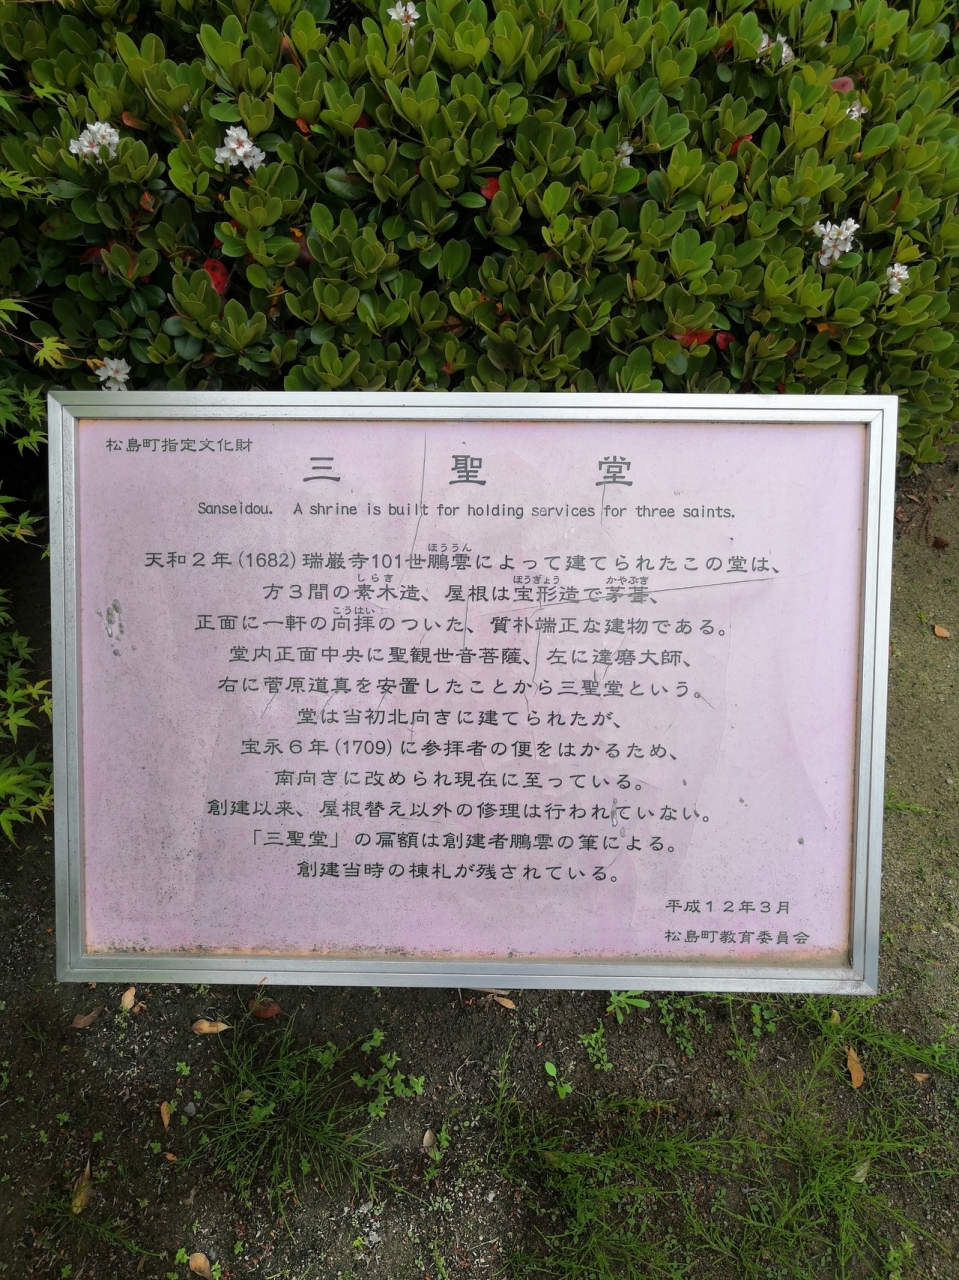 松島町指定文化財
三聖堂
Sanseidou. A shrine is built for holding services for three saints.
天和2年(1682)瑞巌寺101世鵬雲によって建てられたこの堂は、
方3間の素木造、屋根は宝形造で茅葺、
正面に一軒の向拝のついた、質朴端正な建物である。
堂内正面中央に聖観世音菩薩、左に達磨大師、
右に菅原道真を安置したことから三聖堂という。
堂は当初北向きに建てられたが、
宝永6年(1709)に参拝者の便をはかるため、
南向きに改められ現在に至っている。
創建以来、屋根替え以外の修理は行われていない。
「三聖堂」の扁額は創建者鵬雲の筆による。
創建当時の棟札が残されている。
平成12年3月
松島町教育委員会